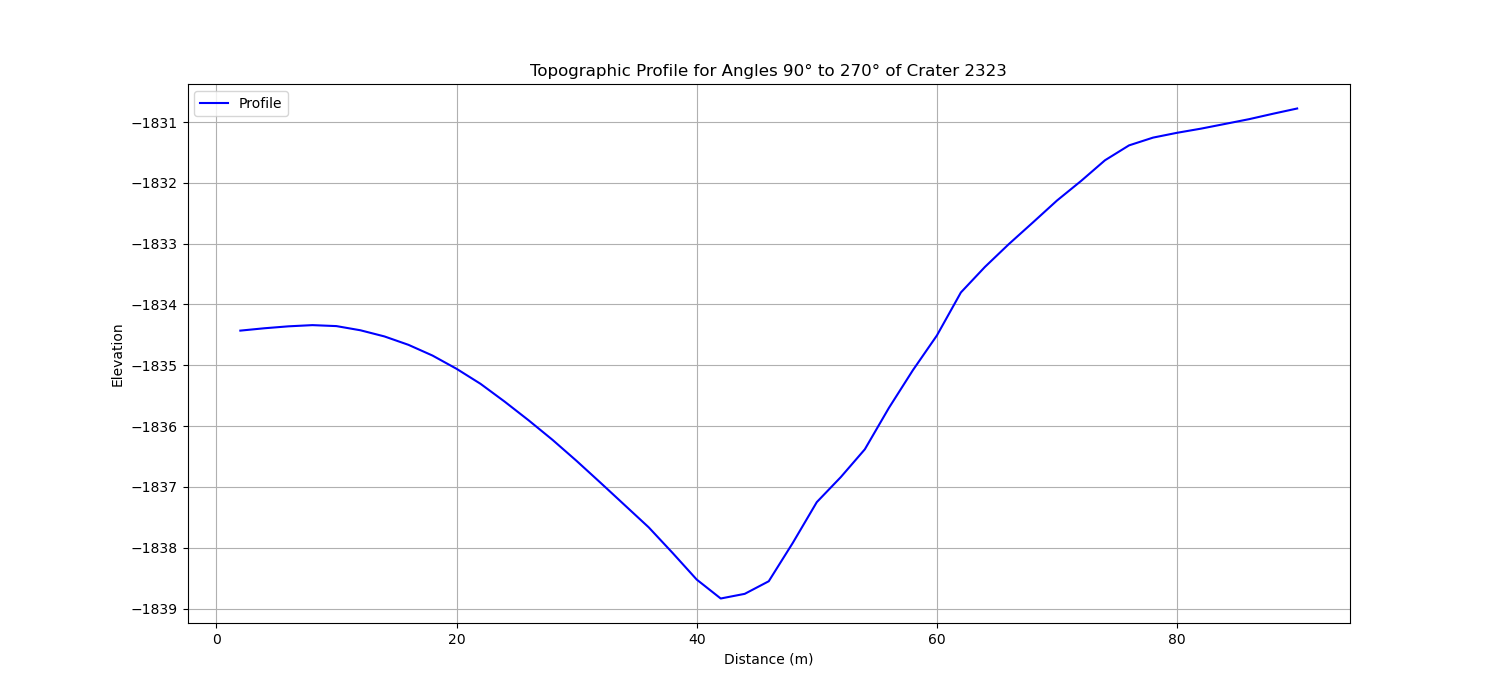 Topographic Profile for Angles 90° to 270° of Crater 2323
Profile
−1831
−1832
−1833
−1834
−1835
−1836
−1837
−1838
−1839
Elevation
0 20 40 60 80
Distance (m)